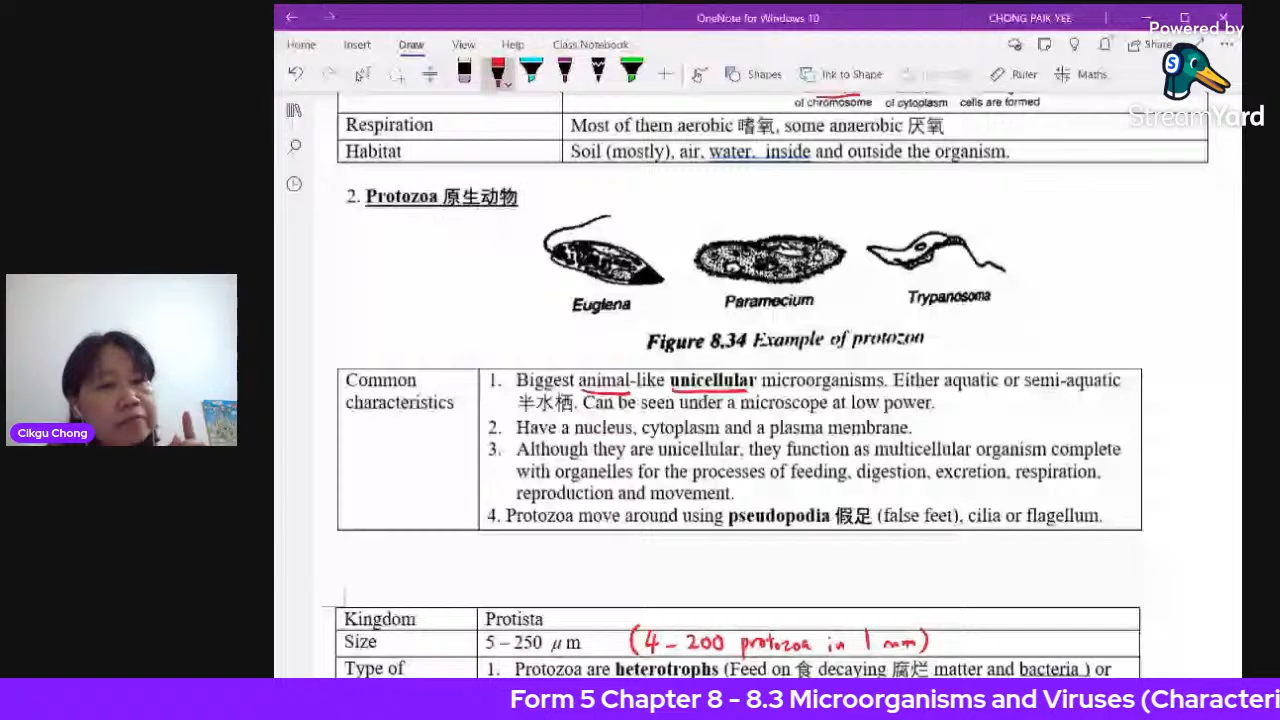 OneNote for Windows 10
CHONG PAIK YEE
Powered by
StreamYard
Home Insert Draw View Help Class Notebook
Share
Shapes Ink to Shape Ruler Maths
of chromosome of cytoplasm cells are formed
Respiration Most of them aerobic 嗜氧, some anaerobic 厌氧
Habitat Soil (mostly), air, water, inside and outside the organism.
2. Protozoa 原生动物
Euglena Paramecium Trypanosoma
Figure 8.34 Example of protozon
Common characteristics
1. Biggest animal-like unicellular microorganisms. Either aquatic or semi-aquatic
半水栖. Can be seen under a microscope at low power.
2. Have a nucleus, cytoplasm and a plasma membrane.
3. Although they are unicellular, they function as multicellular organism complete
with organelles for the processes of feeding, digestion, excretion, respiration,
reproduction and movement.
4. Protozoa move around using pseudopodia 假足 (false feet), cilia or flagellum.
Cikgu Chong
Kingdom Protista
Size 5 – 250 μ m (4 - 200 protozoa in 1 mm)
Type of 1. Protozoa are heterotrophs (Feed on 食 decaying 腐烂 matter and bacteria ) or
Form 5 Chapter 8 - 8.3 Microorganisms and Viruses (Characteri